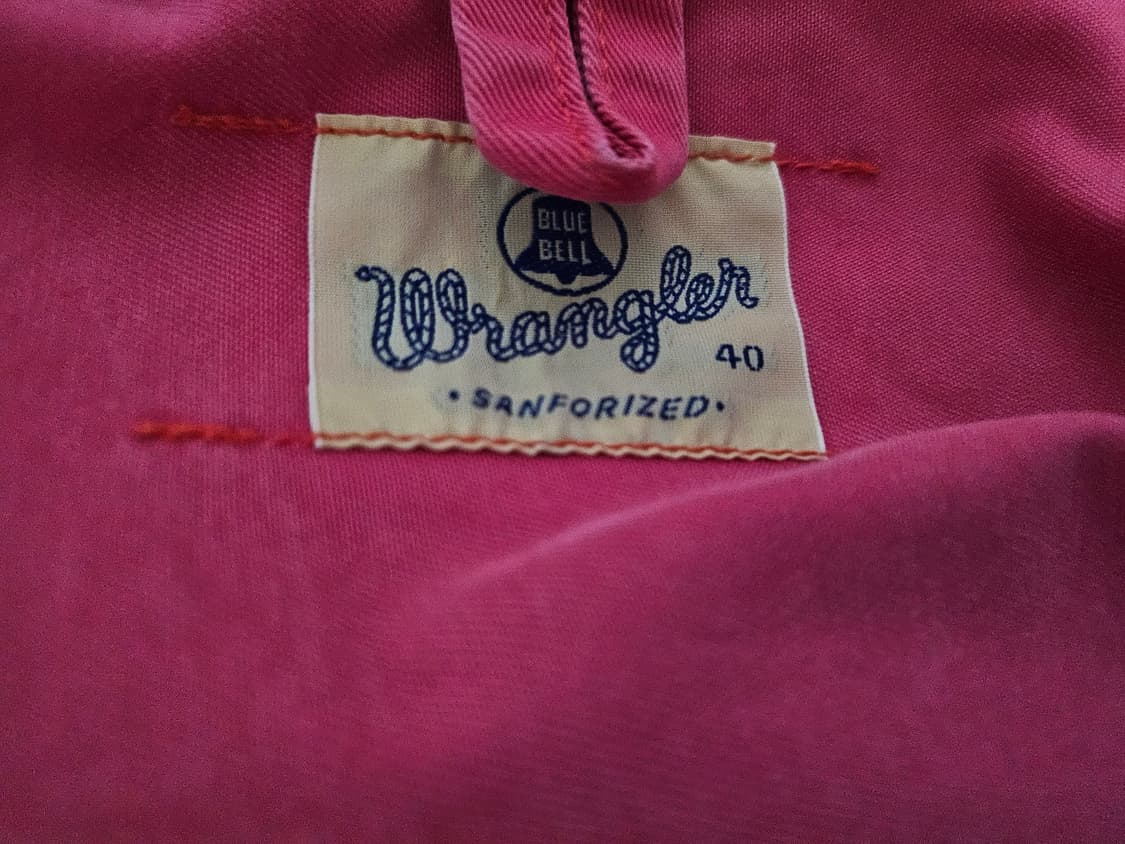 BLUE
BELL
Wrangler
40
• SANFORIZED •